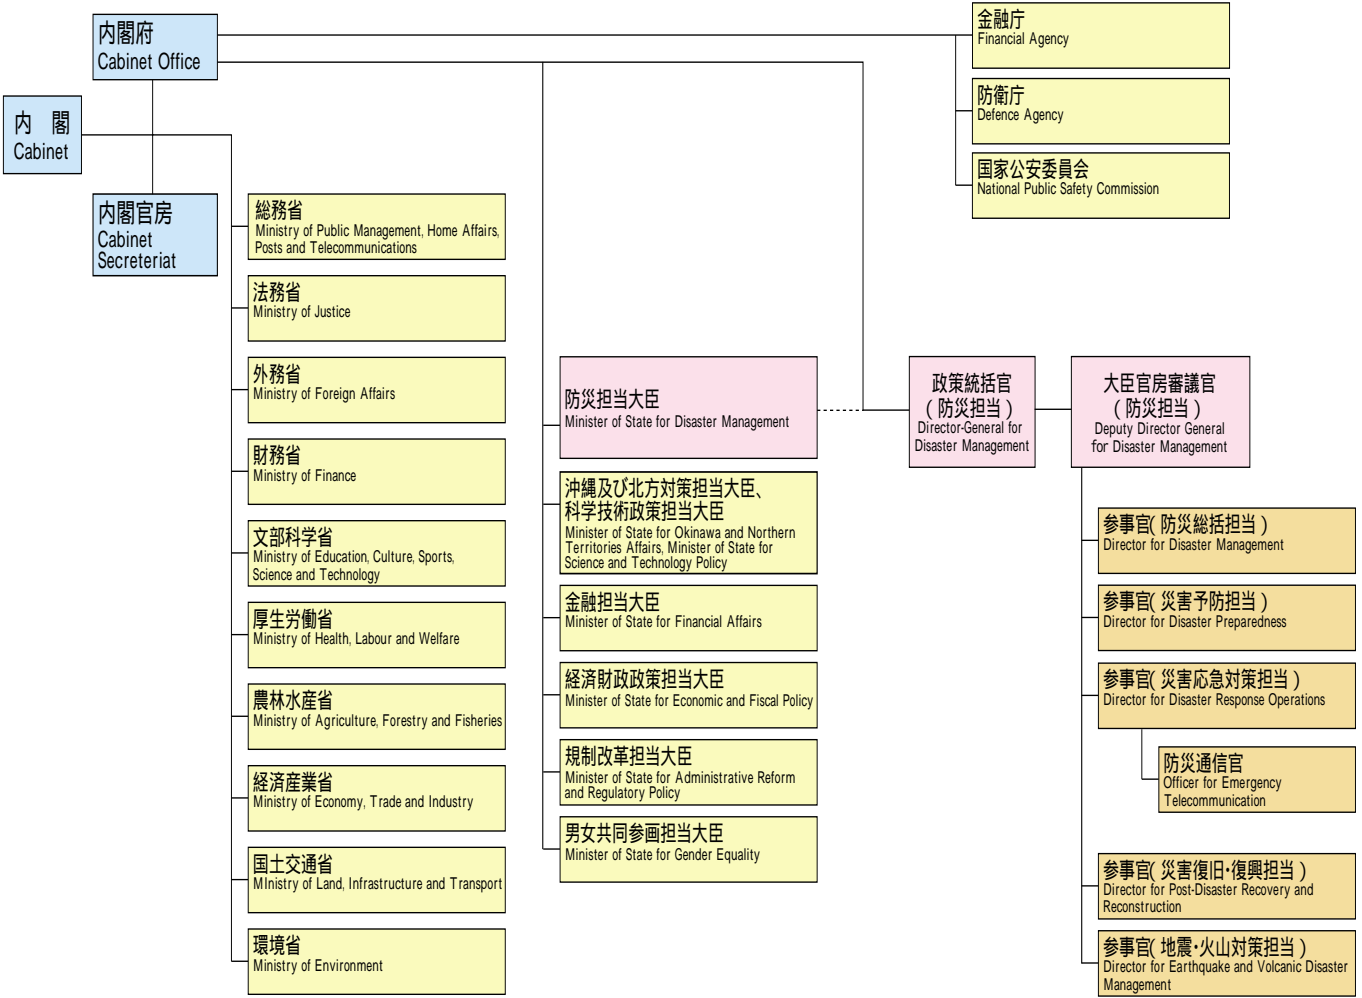 内閣府
Cabinet Office
内　閣
Cabinet
内閣官房
Cabinet
Secreteriat
総務省
Ministry of Public Management, Home Affairs,
Posts and Telecommunications
法務省
Ministry of Justice
外務省
Ministry of Foreign Affairs
財務省
Ministry of Finance
文部科学省
Ministry of Education, Culture, Sports,
Science and Technology
厚生労働省
Ministry of Health, Labour and Welfare
農林水産省
Ministry of Agriculture, Forestry and Fisheries
経済産業省
Ministry of Economy, Trade and Industry
国土交通省
MInistry of Land, Infrastructure and Transport
環境省
Ministry of Environment
防災担当大臣
Minister of State for Disaster Management
沖縄及び北方対策担当大臣、
科学技術政策担当大臣
Minister of State for Okinawa and Northern
Territories Affairs, Minister of State for
Science and Technology Policy
金融担当大臣
Minister of State for Financial Affairs
経済財政政策担当大臣
Minister of State for Economic and Fiscal Policy
規制改革担当大臣
Minister of State for Administrative Reform
and Regulatory Policy
男女共同参画担当大臣
Minister of State for Gender Equality
金融庁
Financial Agency
防衛庁
Defence Agency
国家公安委員会
National Public Safety Commission
政策統括官
（防災担当）
Director-General for
Disaster Management
大臣官房審議官
（防災担当）
Deputy Director General
for Disaster Management
参事官（防災総括担当）
Director for Disaster Management
参事官（災害予防担当）
Director for Disaster Preparedness
参事官（災害応急対策担当）
Director for Disaster Response Operations
防災通信官
Officer for Emergency
Telecommunication
参事官（災害復旧・復興担当）
Director for Post-Disaster Recovery and
Reconstruction
参事官（地震・火山対策担当）
Director for Earthquake and Volcanic Disaster
Management